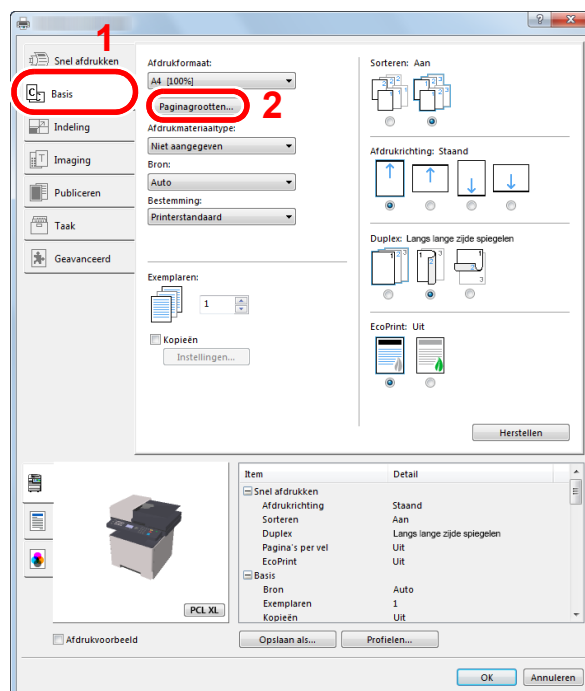 1
Snel afdrukken
Basis
Indeling
Imaging
Publiceren
Taak
Geavanceerd
Afdrukformaat:
A4 [100%]
Paginagrootten...
2
Afdrukmateriaaltype:
Niet aangegeven
Bron:
Auto
Bestemming:
Printerstandaard
Exemplaren:
1
Kopieën
Instellingen...
Sorteren: Aan
Afdrukrichting: Staand
Duplex: Langs lange zijde spiegelen
EcoPrint: Uit
Herstellen
PCL XL
Afdrukvoorbeeld
Item Detail
Snel afdrukken
Afdrukrichting Staand
Sorteren Aan
Duplex Langs lange zijde spiegelen
Pagina's per vel Uit
EcoPrint Uit
Basis
Bron Auto
Exemplaren 1
Kopieën Uit
Opslaan als... Profielen...
OK Annuleren